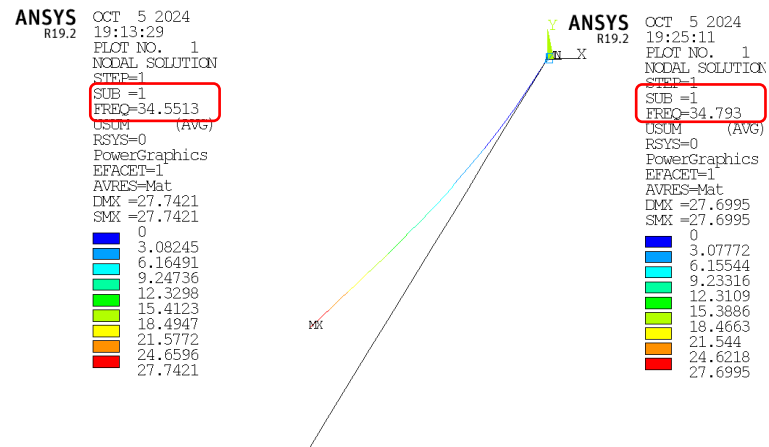 ANSYS
R19.2
OCT 5 2024
19:13:29
PLOT NO. 1
NODAL SOLUTION
STEP=1
SUB =1
FREQ=34.5513
USUM (AVG)
RSYS=0
PowerGraphics
EFACET=1
AVRES=Mat
DMX =27.7421
SMX =27.7421
0
3.08245
6.16491
9.24736
12.3298
15.4123
18.4947
21.5772
24.6596
27.7421
Y
MN X
MX
ANSYS
R19.2
OCT 5 2024
19:25:11
PLOT NO. 1
NODAL SOLUTION
STEP=1
SUB =1
FREQ=34.793
USUM (AVG)
RSYS=0
PowerGraphics
EFACET=1
AVRES=Mat
DMX =27.6995
SMX =27.6995
0
3.07772
6.15544
9.23316
12.3109
15.3886
18.4663
21.544
24.6218
27.6995